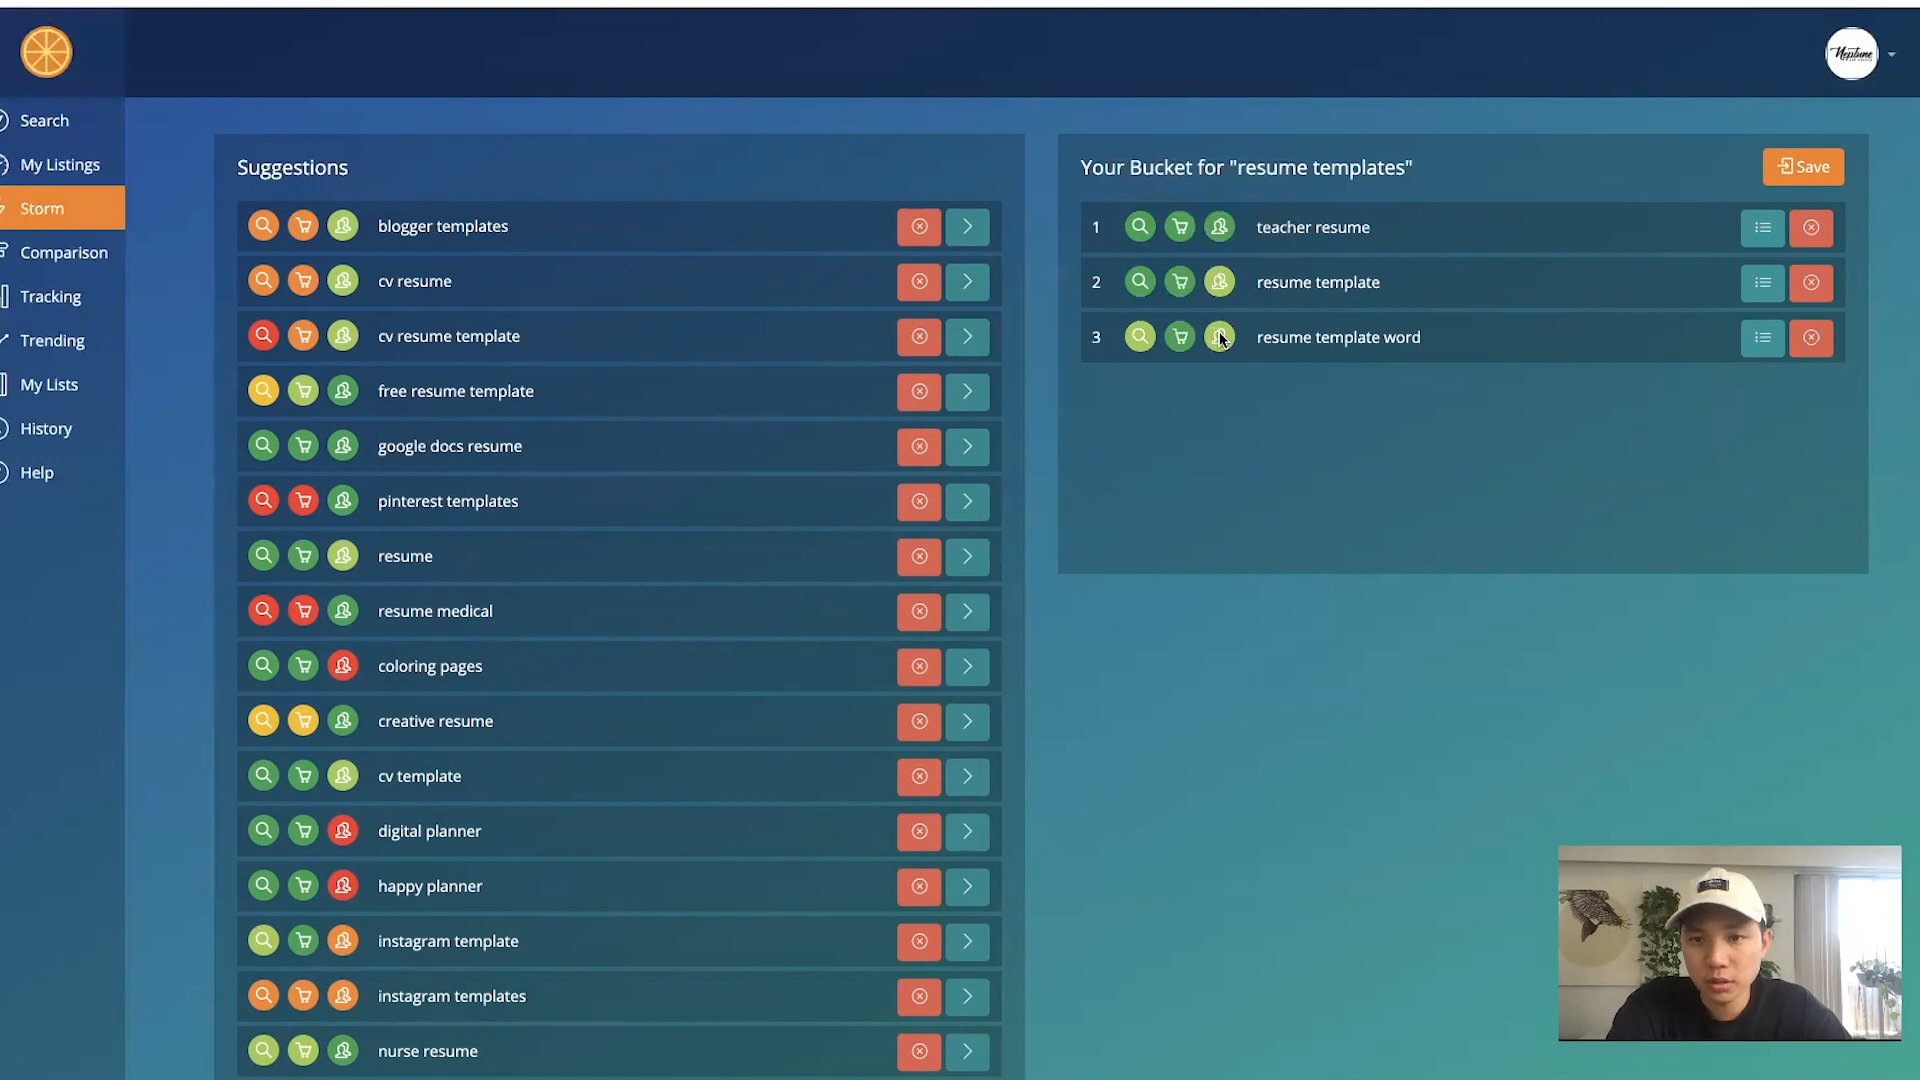 Neptune
Search
My Listings
Storm
Comparison
Tracking
Trending
My Lists
History
Help
Suggestions
blogger templates
cv resume
cv resume template
free resume template
google docs resume
pinterest templates
resume
resume medical
coloring pages
creative resume
cv template
digital planner
happy planner
instagram template
instagram templates
nurse resume
Your Bucket for "resume templates"
Save
1 teacher resume
2 resume template
3 resume template word